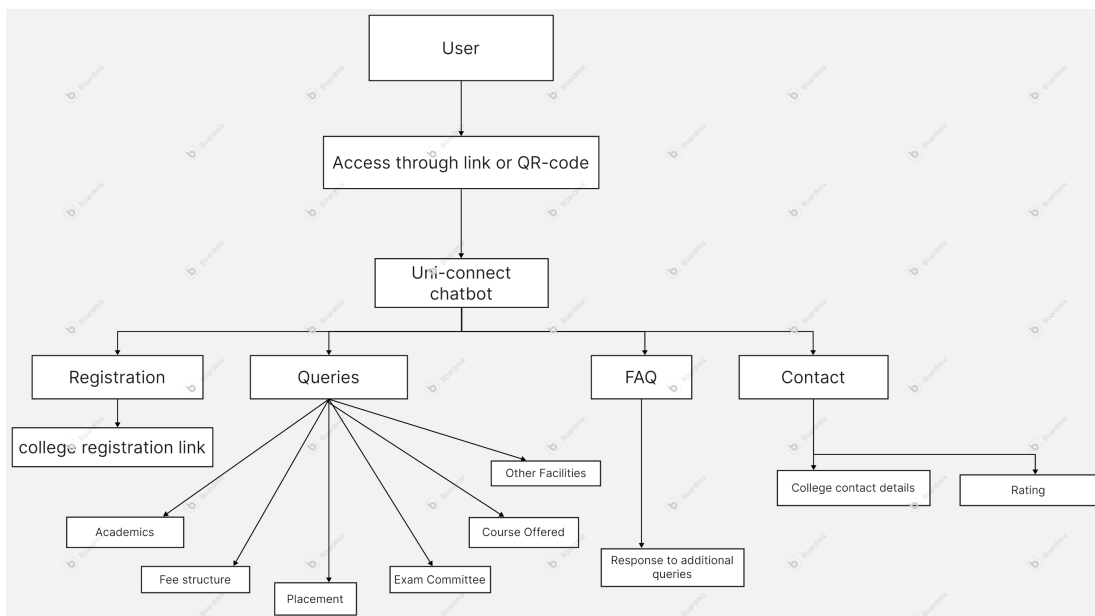 User
Access through link or QR-code
Uni-connect
chatbot
Registration
Queries
FAQ
Contact
college registration link
Other Facilities
College contact details
Rating
Academics
Course Offered
Response to additional
queries
Fee structure
Exam Committee
Placement
Boardmix